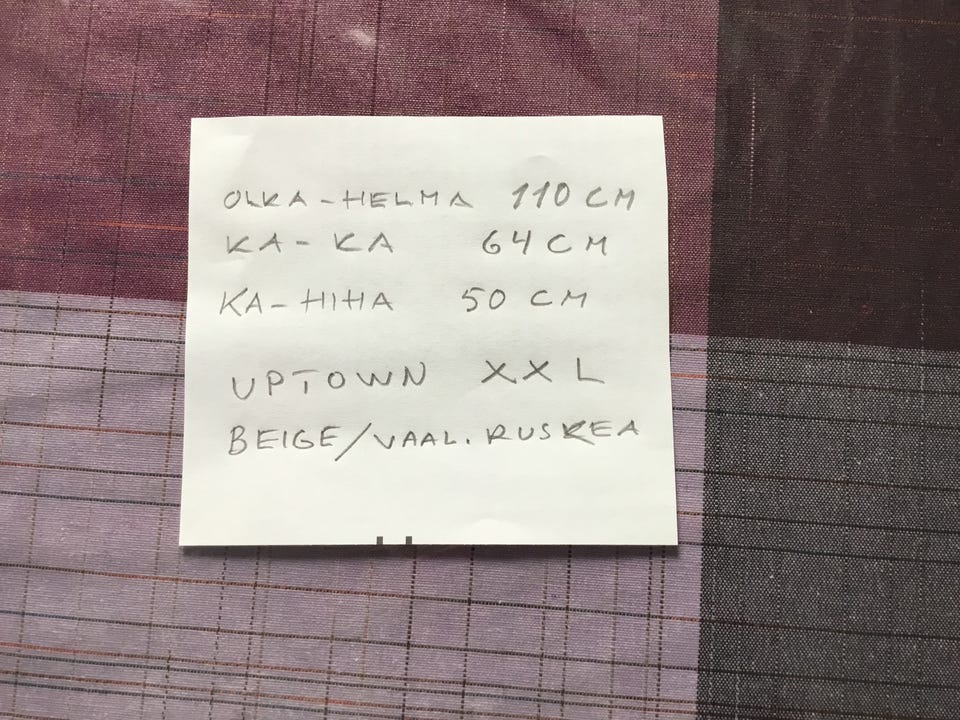 OLKA-HELMA 110 CM
KA-KA 64 CM
KA-HIHA 50 CM
UPTOWN XXL
BEIGE/VAAL. RUSKEA